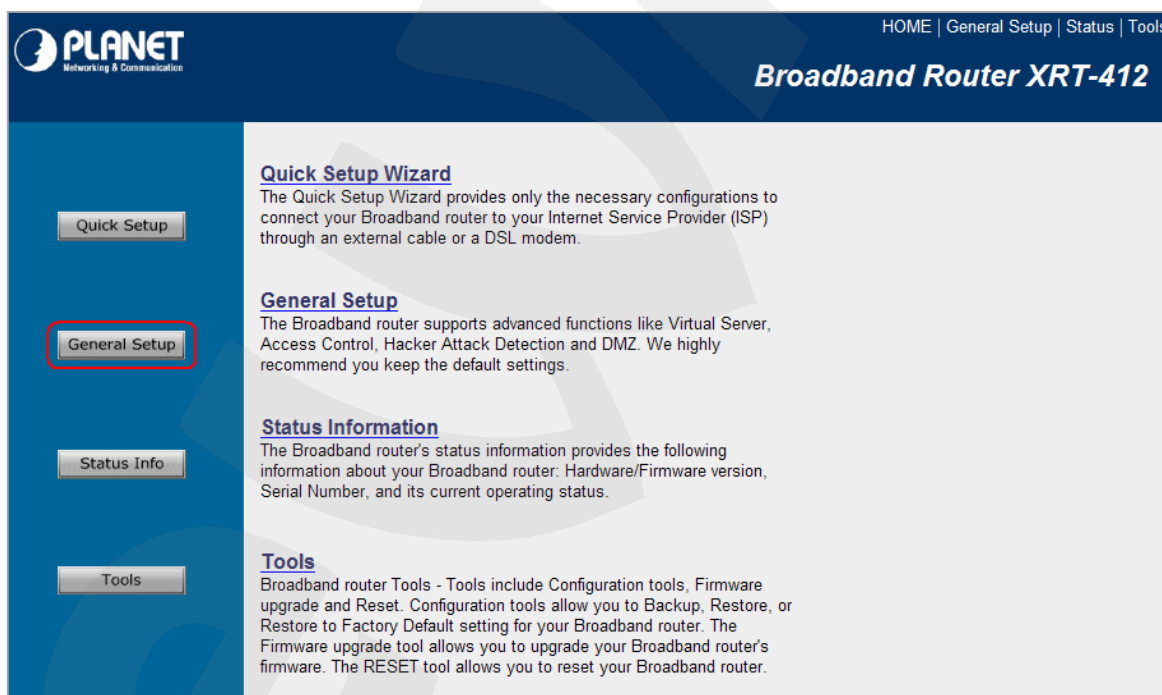 PLANET
Networking & Communication
HOME | General Setup | Status | Tools
Broadband Router XRT-412
Quick Setup
Quick Setup Wizard
The Quick Setup Wizard provides only the necessary configurations to
connect your Broadband router to your Internet Service Provider (ISP)
through an external cable or a DSL modem.
General Setup
General Setup
The Broadband router supports advanced functions like Virtual Server,
Access Control, Hacker Attack Detection and DMZ. We highly
recommend you keep the default settings.
Status Info
Status Information
The Broadband router's status information provides the following
information about your Broadband router: Hardware/Firmware version,
Serial Number, and its current operating status.
Tools
Tools
Broadband router Tools - Tools include Configuration tools, Firmware
upgrade and Reset. Configuration tools allow you to Backup, Restore, or
Restore to Factory Default setting for your Broadband router. The
Firmware upgrade tool allows you to upgrade your Broadband router's
firmware. The RESET tool allows you to reset your Broadband router.